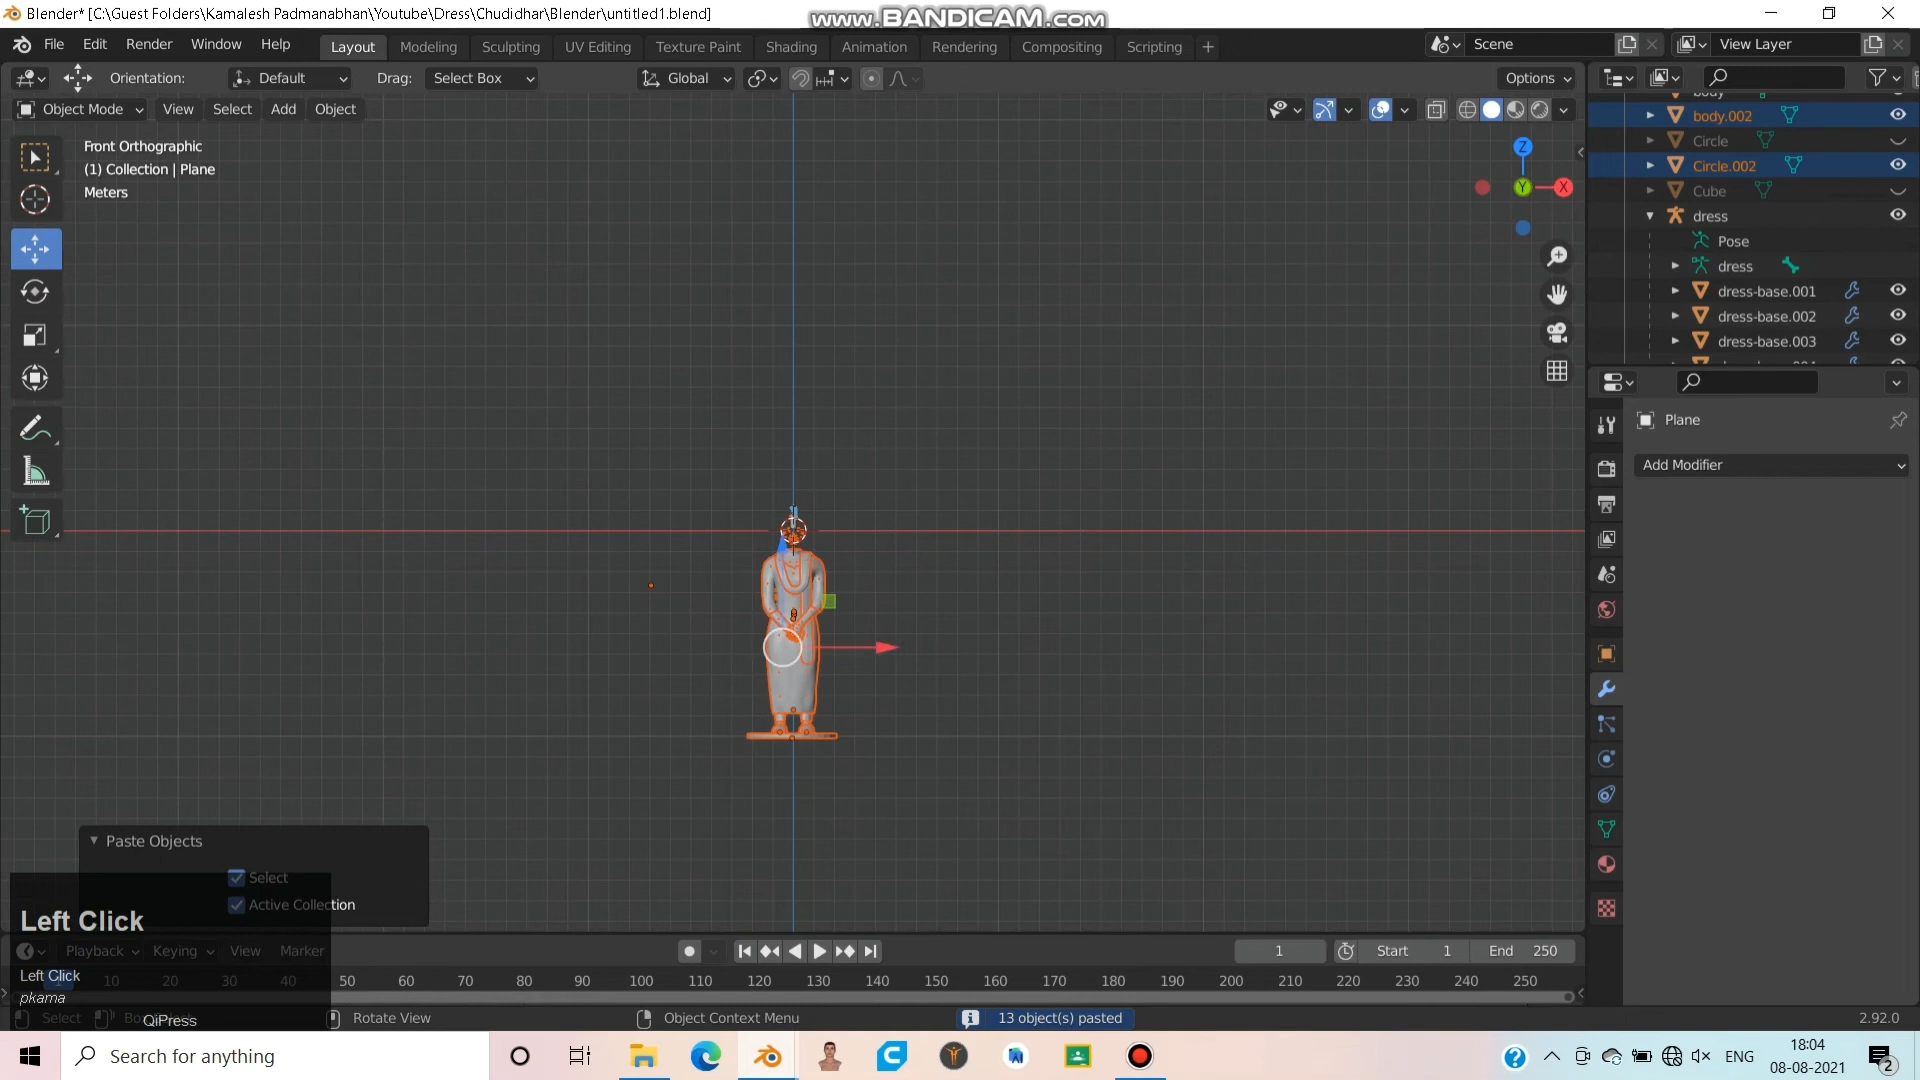 Blender* [C:\Guest Folders\Kamalesh Padmanabhan\Youtube\Dress\Chudidhar\Blender\untitled1.blend]
www.BANDICAM.com
File Edit Render Window Help
Layout Modeling Sculpting UV Editing Texture Paint Shading Animation Rendering Compositing Scripting +
Scene
View Layer
Orientation: Default Drag: Select Box
Global
Options
Object Mode View Select Add Object
Front Orthographic
(1) Collection | Plane
Meters
Z
Y
X
body
body.002
Circle
Circle.002
Cube
dress
Pose
dress
dress-base.001
dress-base.002
dress-base.003
Plane
Add Modifier
Paste Objects
Select
Active Collection
Left Click
Left Click
pkama
QiPress
Playback Keying View Marker
1
Start 1
End 250
1 10 20 30 40 50 60 70 80 90 100 110 120 130 140 150 160 170 180 190 200 210 220 230 240 250
Select
Rotate View
Object Context Menu
13 object(s) pasted
2.92.0
Search for anything
ENG
18:04
08-08-2021
2